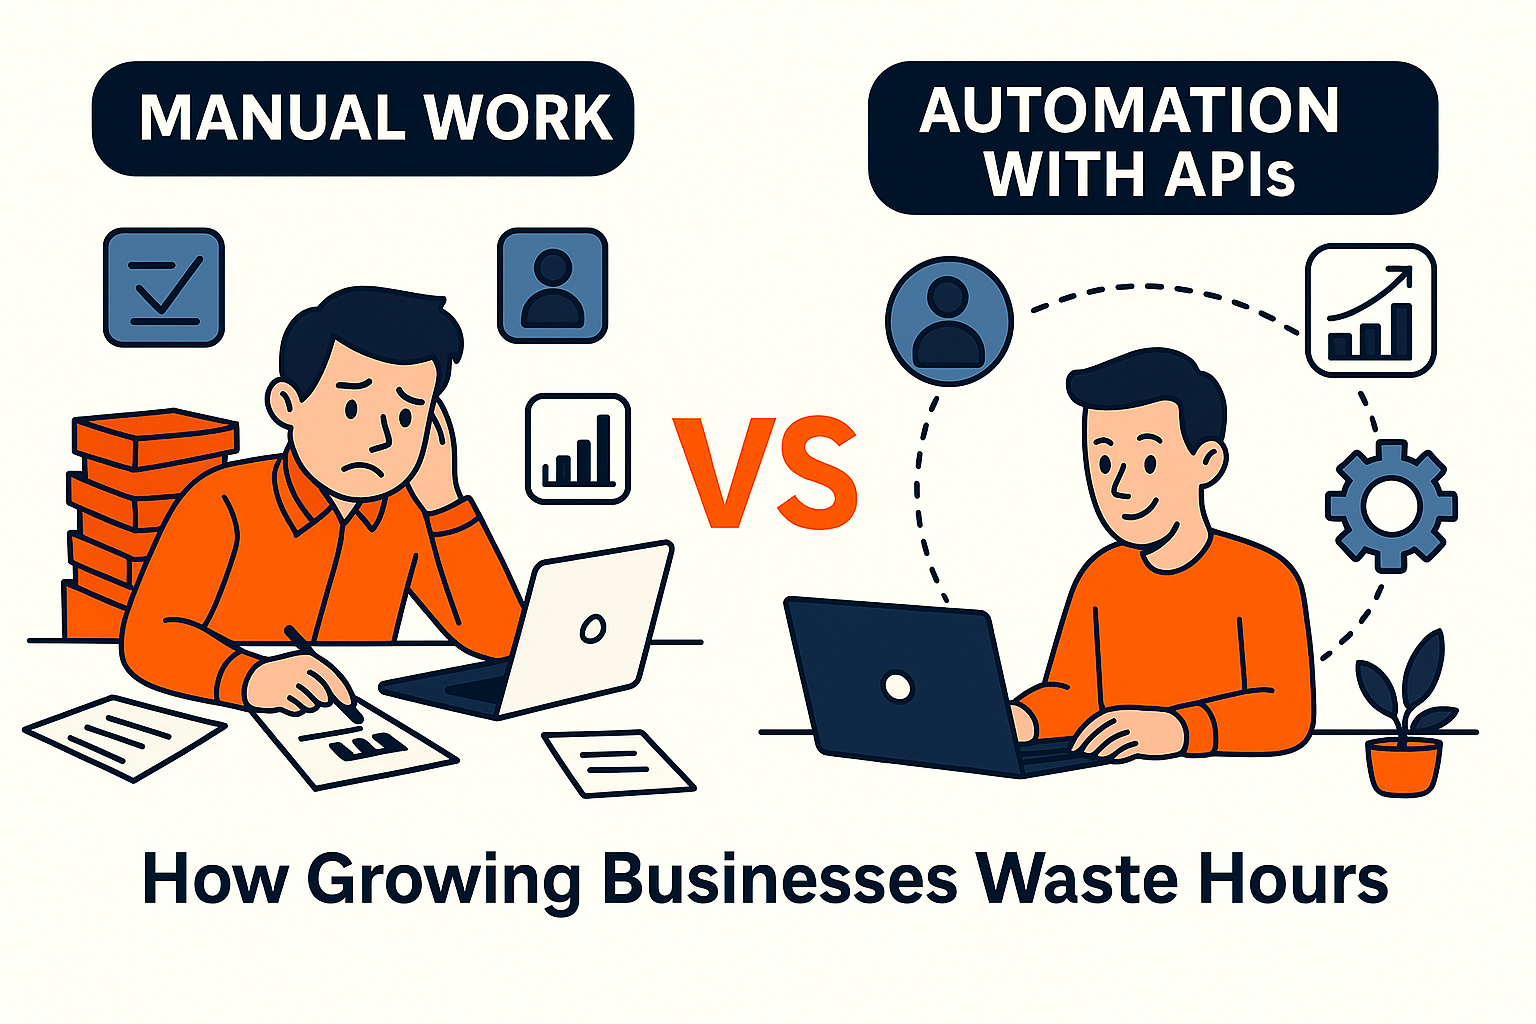 MANUAL WORK
AUTOMATION
WITH APIs
VS
How Growing Businesses Waste Hours